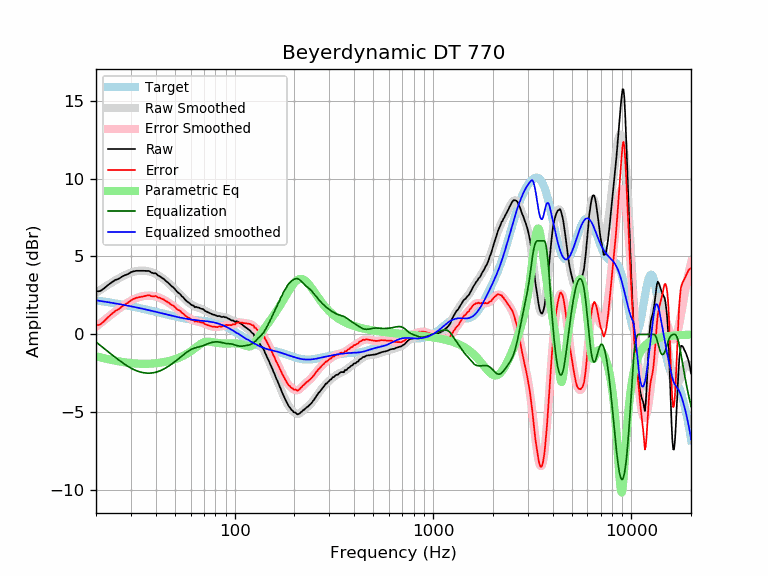 Beyerdynamic DT 770
Target
Raw Smoothed
Error Smoothed
Raw
Error
Parametric Eq
Equalization
Equalized smoothed
Amplitude (dBr)
15
10
5
0
−5
−10
100
1000
10000
Frequency (Hz)